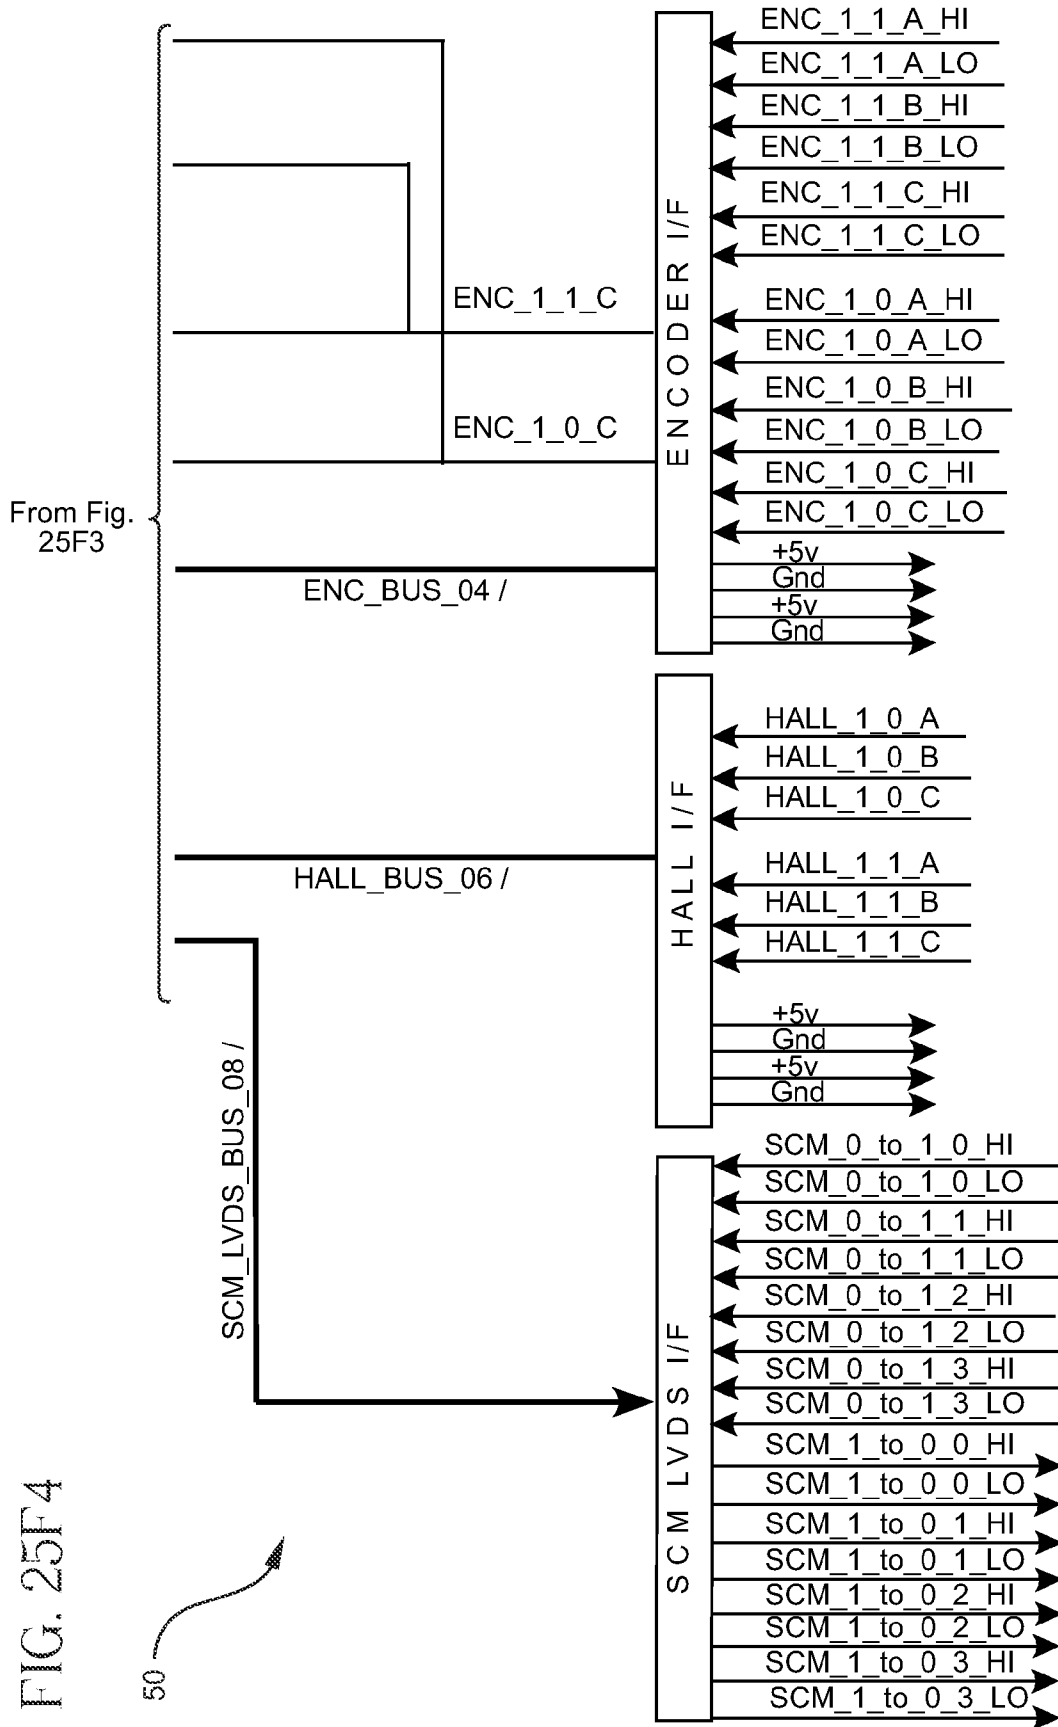 ENC_1_1_A_HI
ENC_1_1_A_LO
ENC_1_1_B_HI
ENC_1_1_B_LO
ENC_1_1_C_HI
ENC_1_1_C_LO
ENC_1_0_A_HI
ENC_1_0_A_LO
ENC_1_0_B_HI
ENC_1_0_B_LO
ENC_1_0_C_HI
ENC_1_0_C_LO
+5v
Gnd
+5v
Gnd
ENCODER I/F
ENC_1_1_C
ENC_1_0_C
From Fig.
25F3
ENC_BUS_04 /
HALL_1_0_A
HALL_1_0_B
HALL_1_0_C
HALL_1_1_A
HALL_1_1_B
HALL_1_1_C
+5v
Gnd
+5v
Gnd
HALL I/F
HALL_BUS_06 /
SCM_LVDS_BUS_08 /
SCM_0_to_1_0_HI
SCM_0_to_1_0_LO
SCM_0_to_1_1_HI
SCM_0_to_1_1_LO
SCM_0_to_1_2_HI
SCM_0_to_1_2_LO
SCM_0_to_1_3_HI
SCM_0_to_1_3_LO
SCM_1_to_0_0_HI
SCM_1_to_0_0_LO
SCM_1_to_0_1_HI
SCM_1_to_0_1_LO
SCM_1_to_0_2_HI
SCM_1_to_0_2_LO
SCM_1_to_0_3_HI
SCM_1_to_0_3_LO
SCM LVDS I/F
FIG. 25F4
50